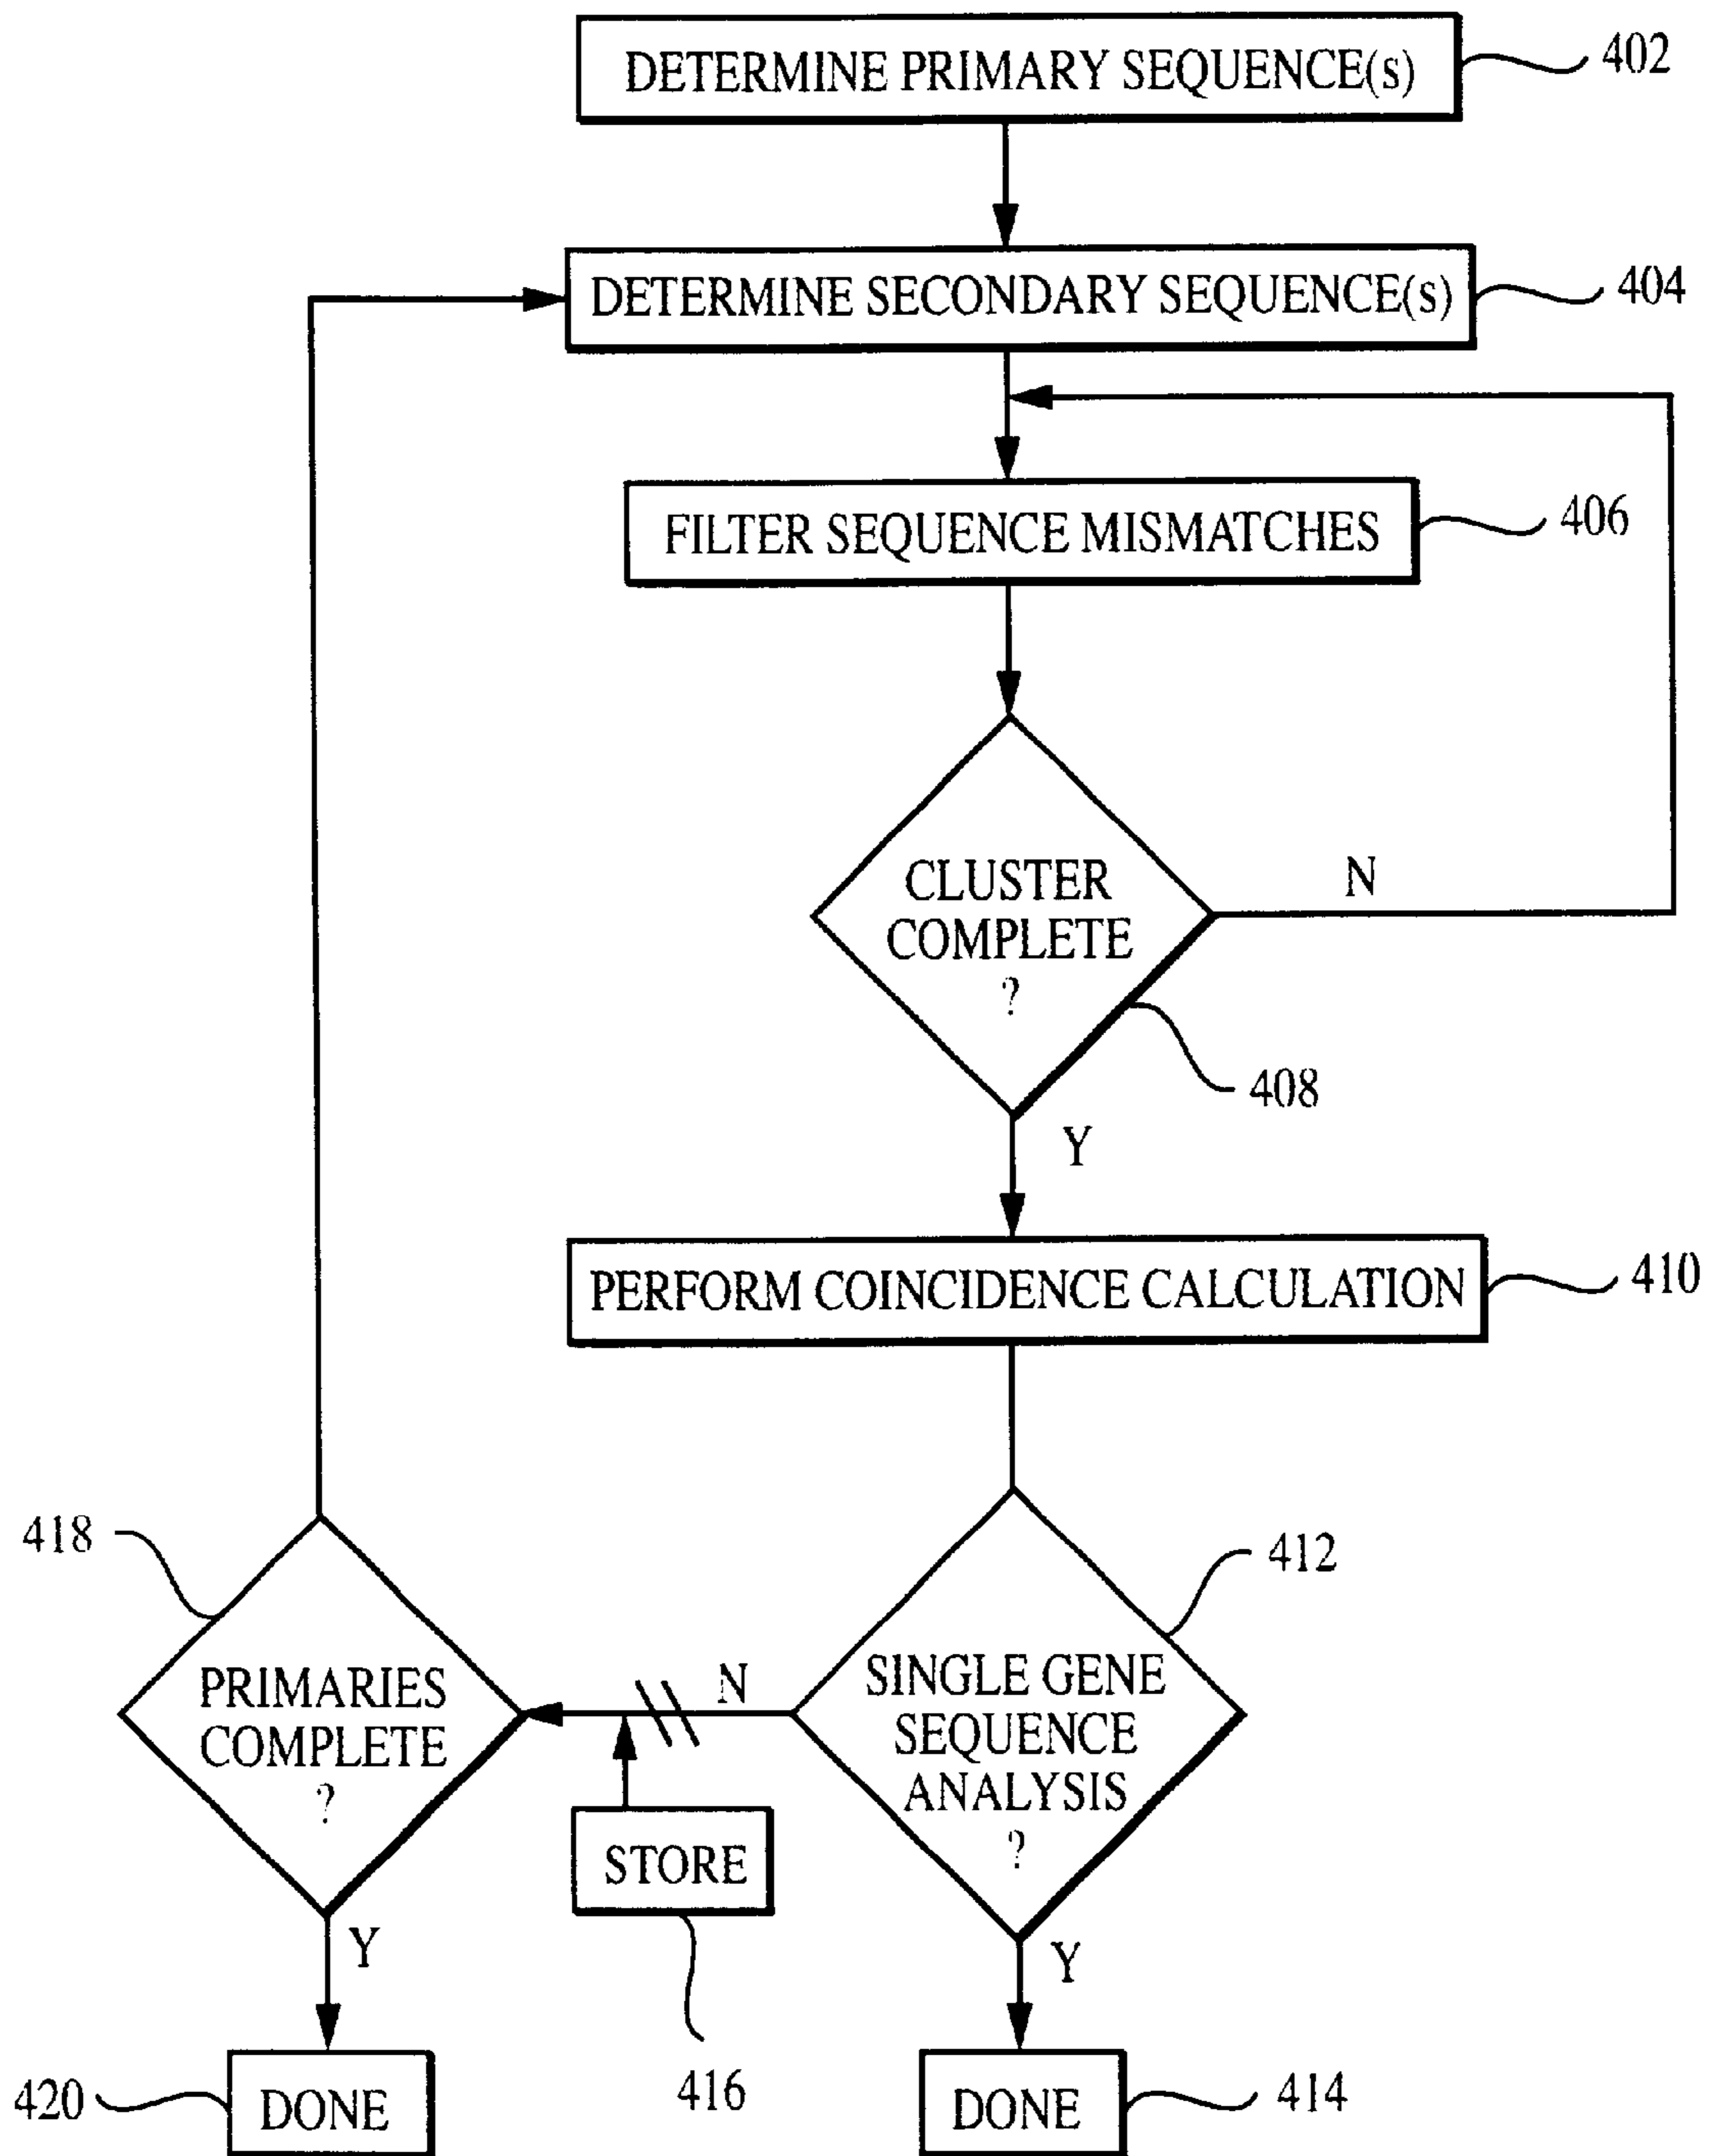 DETERMINE PRIMARY SEQUENCE(s)
402
DETERMINE SECONDARY SEQUENCE(s)
404
FILTER SEQUENCE MISMATCHES
406
CLUSTER
COMPLETE
?
N
408
Y
PERFORM COINCIDENCE CALCULATION
410
418
412
PRIMARIES
COMPLETE
?
N
SINGLE GENE
SEQUENCE
ANALYSIS
?
STORE
Y
Y
416
420
DONE
DONE
414